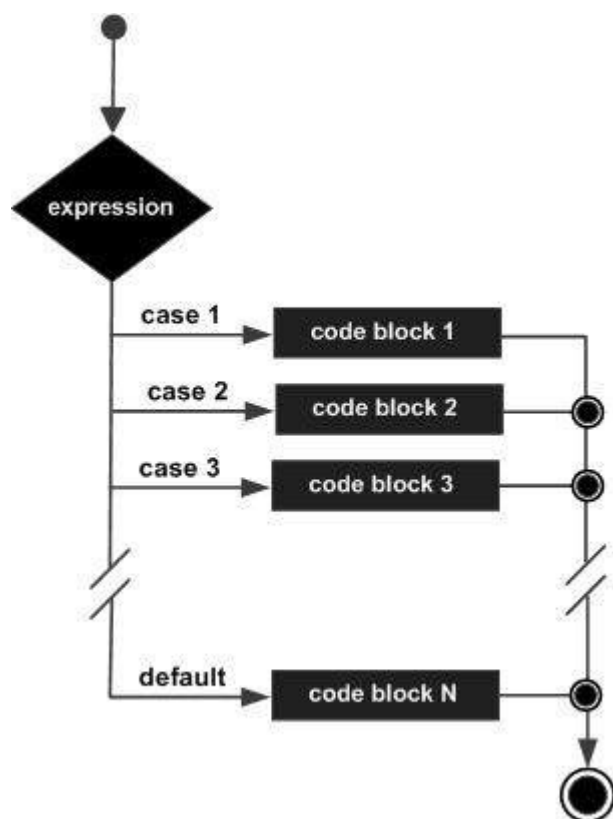 expression
case 1
code block 1
case 2
code block 2
case 3
code block 3
default
code block N